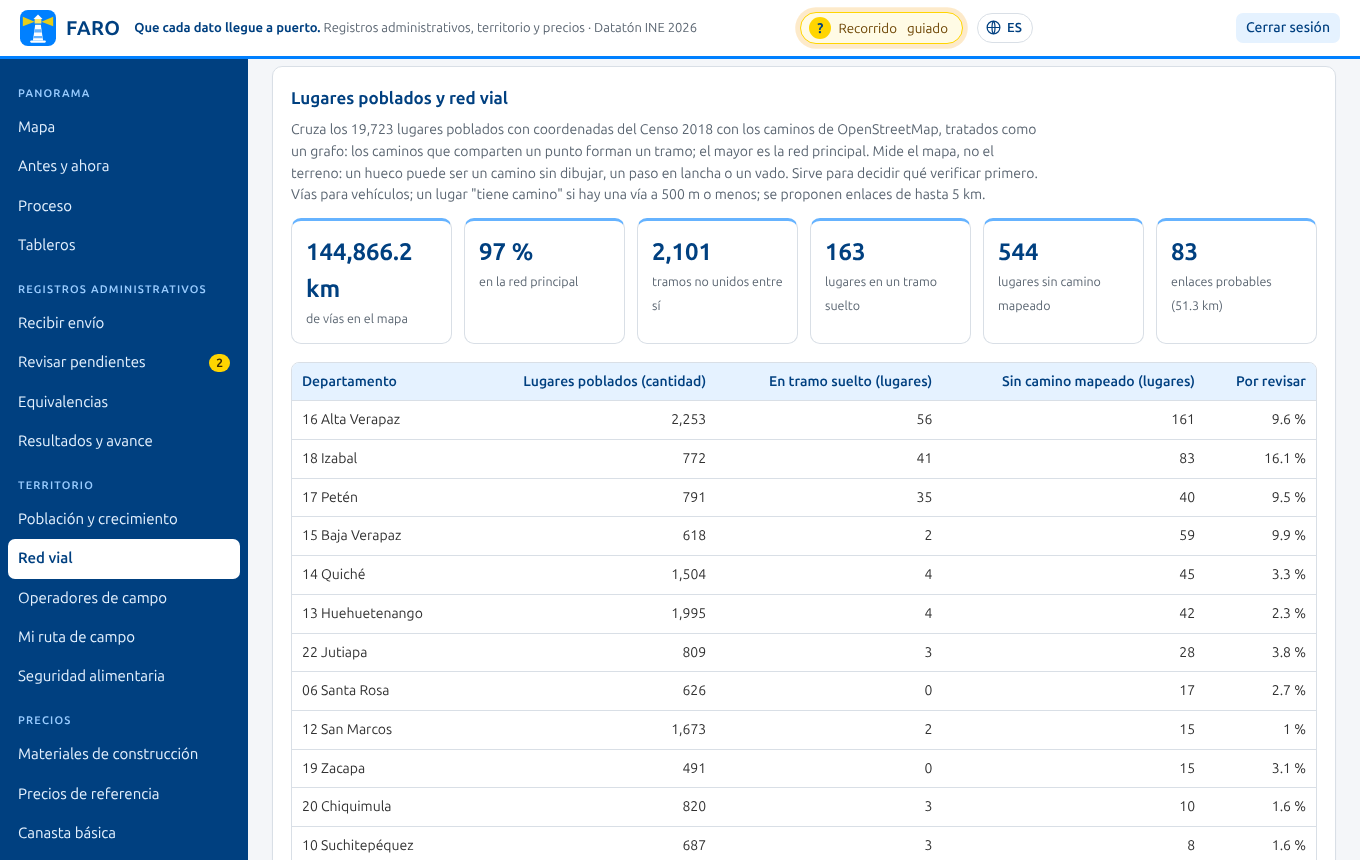 FARO
Que cada dato llegue a puerto. Registros administrativos, territorio y precios · Datatón INE 2026
? Recorrido guiado
ES
Cerrar sesión
PANORAMA
Mapa
Antes y ahora
Proceso
Tableros
REGISTROS ADMINISTRATIVOS
Recibir envío
Revisar pendientes 2
Equivalencias
Resultados y avance
TERRITORIO
Población y crecimiento
Red vial
Operadores de campo
Mi ruta de campo
Seguridad alimentaria
PRECIOS
Materiales de construcción
Precios de referencia
Canasta básica
Lugares poblados y red vial
Cruza los 19,723 lugares poblados con coordenadas del Censo 2018 con los caminos de OpenStreetMap, tratados como
un grafo: los caminos que comparten un punto forman un tramo; el mayor es la red principal. Mide el mapa, no el
terreno: un hueco puede ser un camino sin dibujar, un paso en lancha o un vado. Sirve para decidir qué verificar primero.
Vías para vehículos; un lugar "tiene camino" si hay una vía a 500 m o menos; se proponen enlaces de hasta 5 km.
144,866.2
km
de vías en el mapa
97 %
en la red principal
2,101
tramos no unidos entre
sí
163
lugares en un tramo
suelto
544
lugares sin camino
mapeado
83
enlaces probables
(51.3 km)
Departamento Lugares poblados (cantidad) En tramo suelto (lugares) Sin camino mapeado (lugares) Por revisar
16 Alta Verapaz 2,253 56 161 9.6 %
18 Izabal 772 41 83 16.1 %
17 Petén 791 35 40 9.5 %
15 Baja Verapaz 618 2 59 9.9 %
14 Quiché 1,504 4 45 3.3 %
13 Huehuetenango 1,995 4 42 2.3 %
22 Jutiapa 809 3 28 3.8 %
06 Santa Rosa 626 0 17 2.7 %
12 San Marcos 1,673 2 15 1 %
19 Zacapa 491 0 15 3.1 %
20 Chiquimula 820 3 10 1.6 %
10 Suchitepéquez 687 3 8 1.6 %